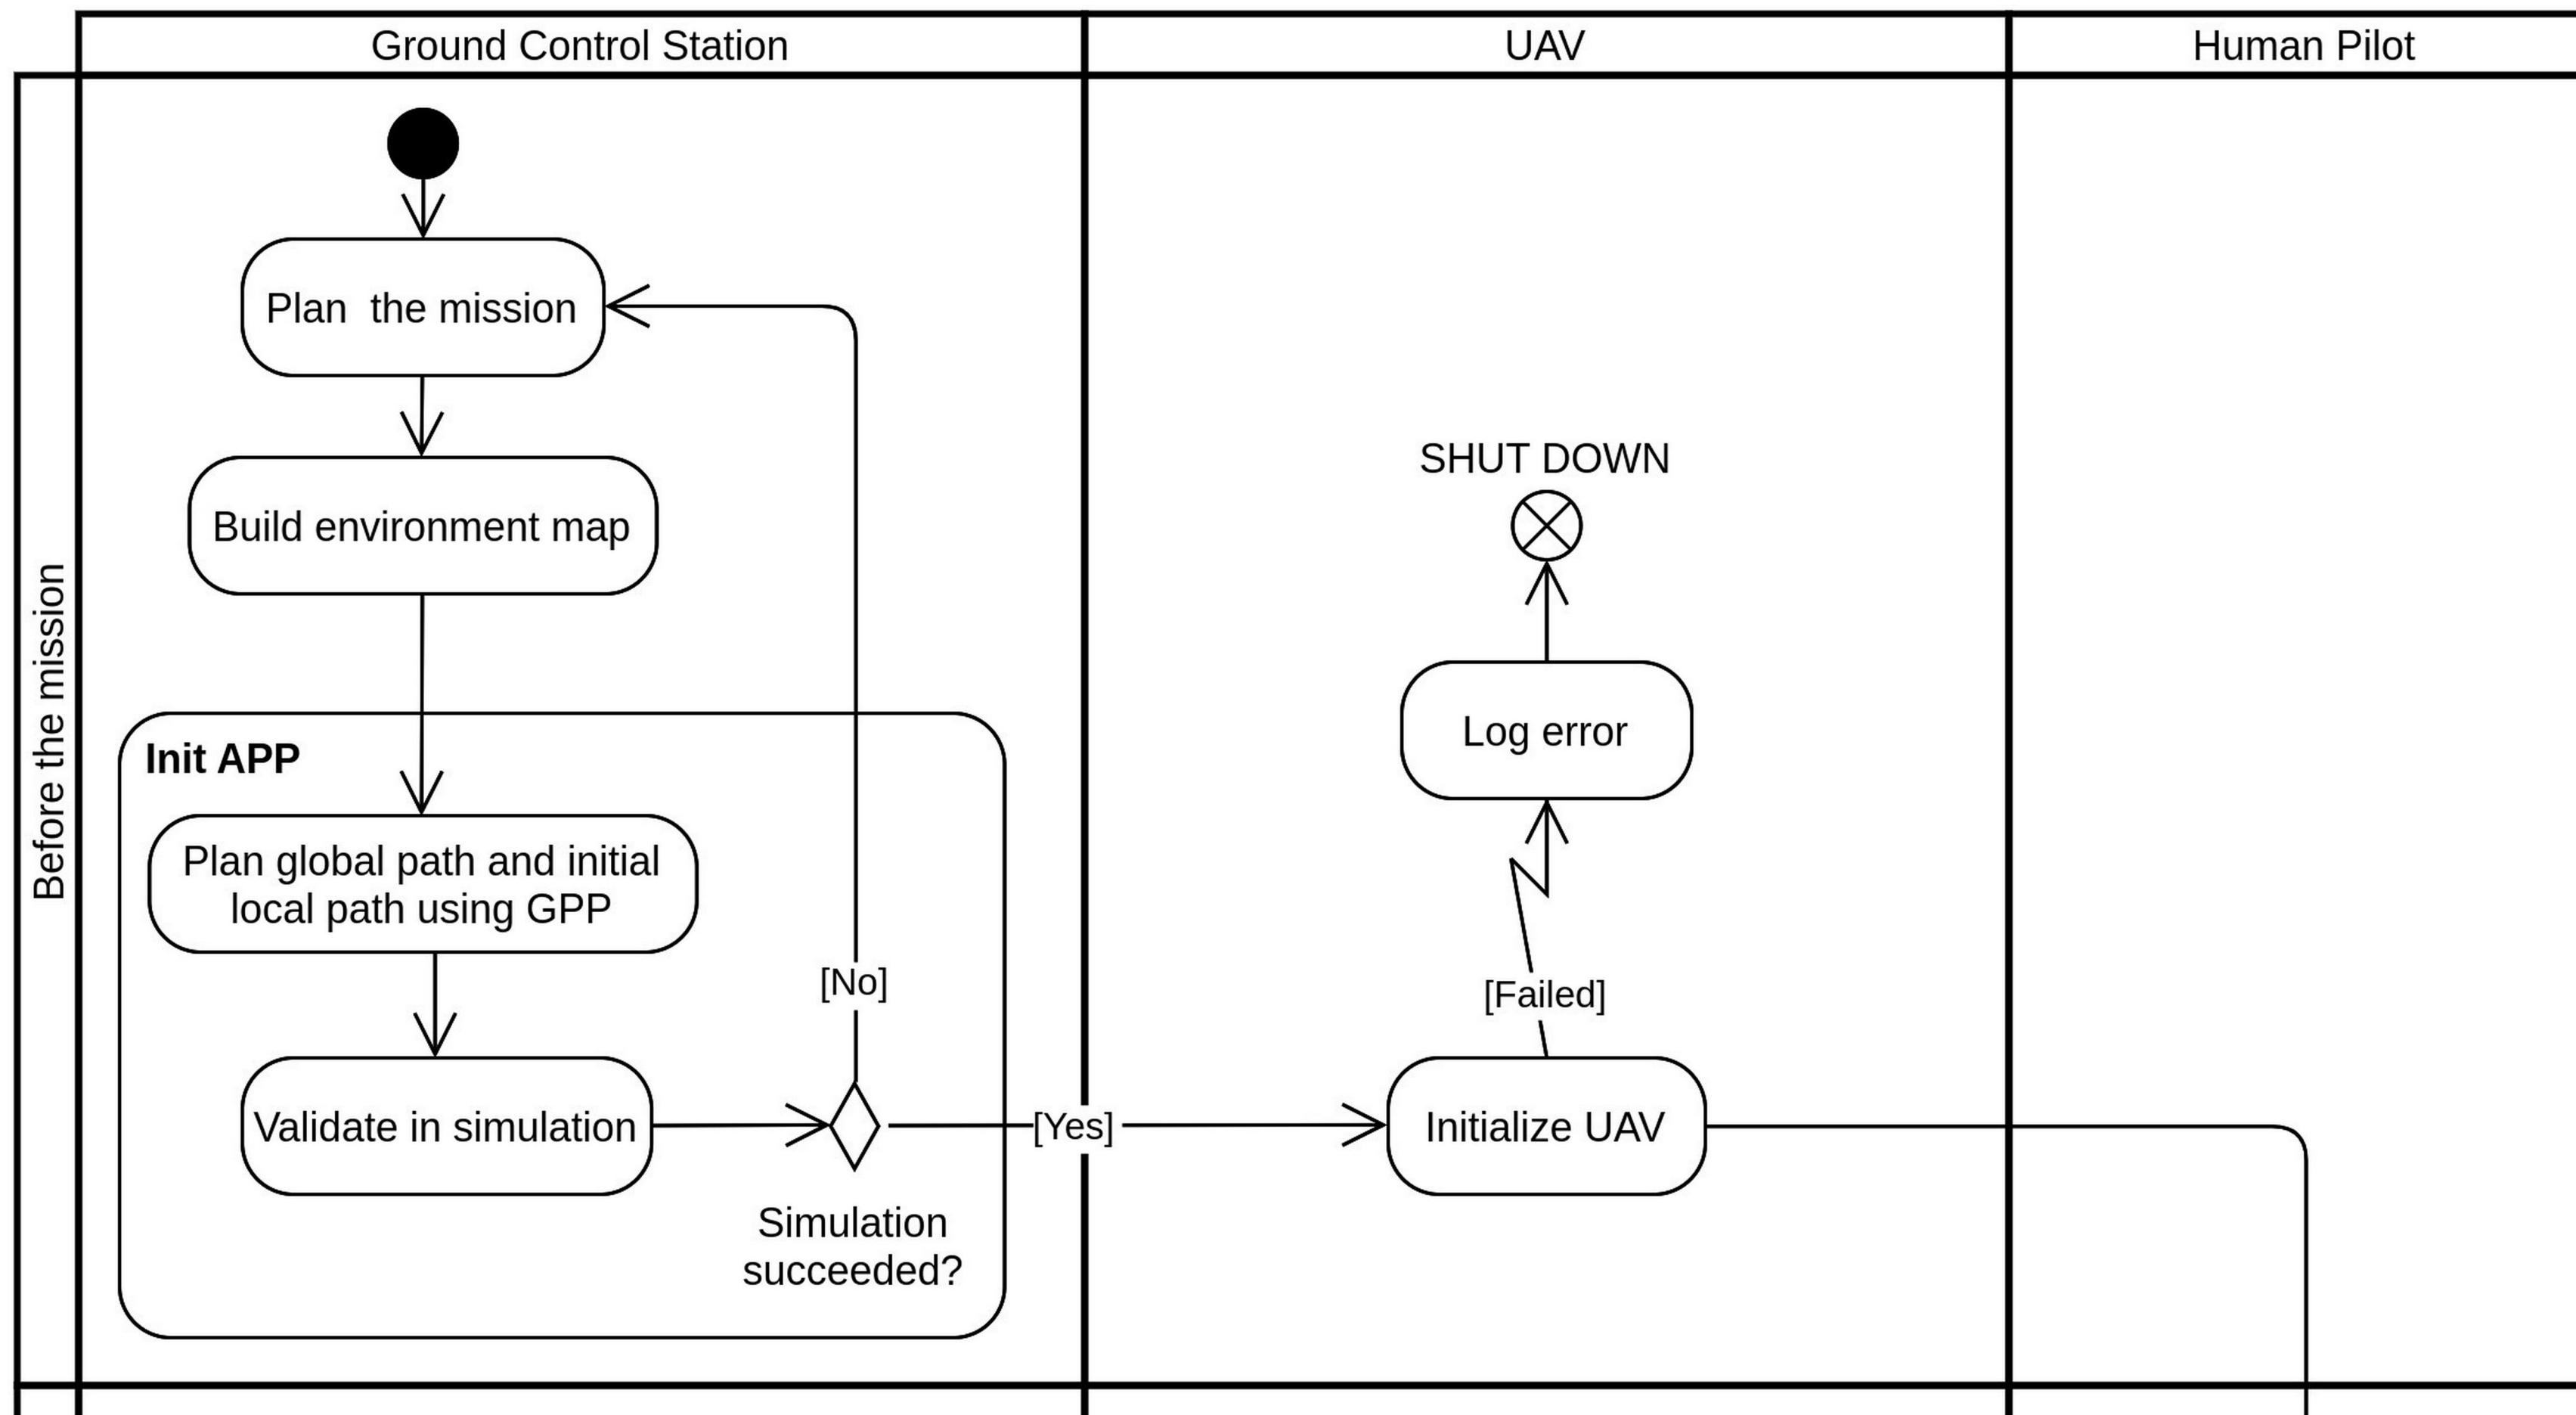 Ground Control Station
UAV
Human Pilot
Before the mission
Plan  the mission
Build environment map
Init APP
Plan global path and initial
local path using GPP
[No]
Validate in simulation
Simulation
succeeded?
[Yes]
SHUT DOWN
Log error
[Failed]
Initialize UAV